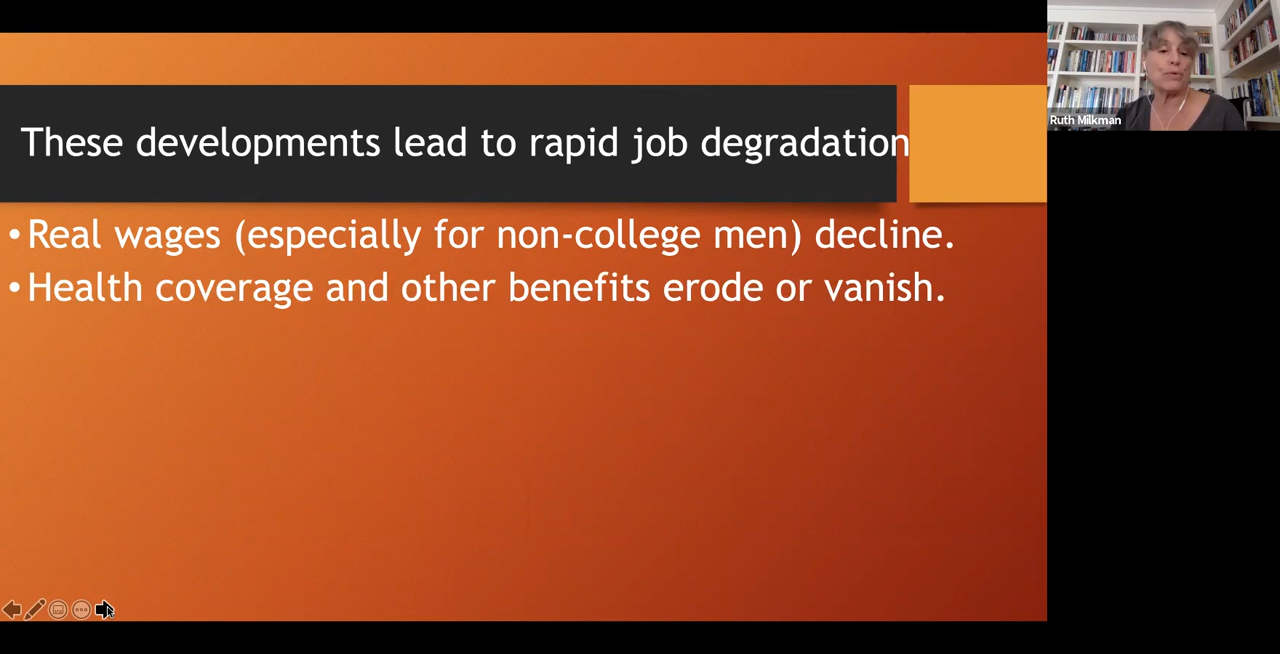 These developments lead to rapid job degradation
• Real wages (especially for non-college men) decline.
• Health coverage and other benefits erode or vanish.
Ruth Milkman